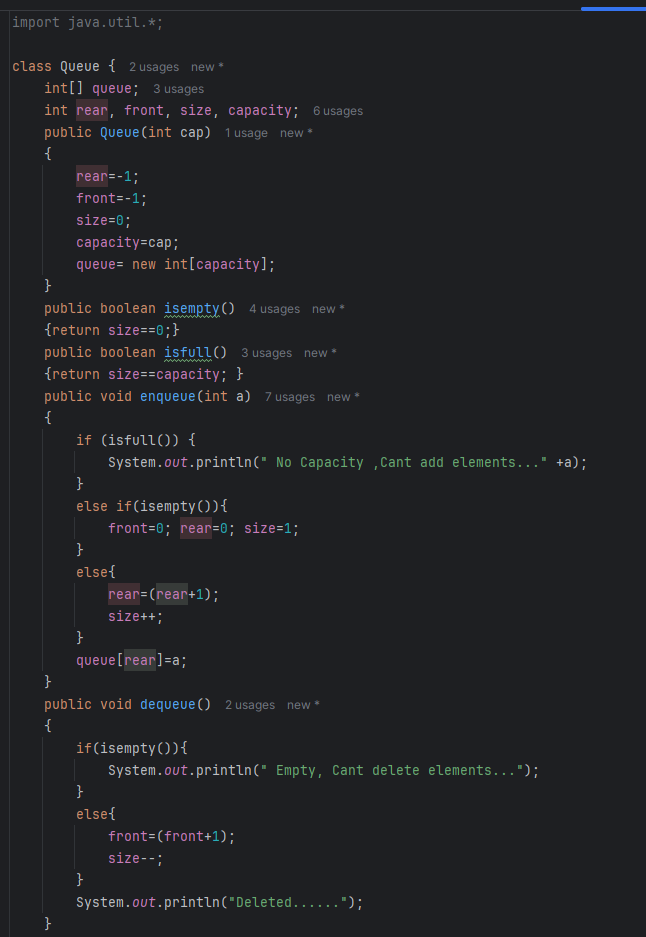 import java.util.*;
class Queue {  2 usages  new *
    int[] queue;  3 usages
    int rear, front, size, capacity;  6 usages
    public Queue(int cap)  1 usage  new *
    {
        rear=-1;
        front=-1;
        size=0;
        capacity=cap;
        queue= new int[capacity];
    }
    public boolean isempty()  4 usages  new *
    {return size==0;}
    public boolean isfull()  3 usages  new *
    {return size==capacity; }
    public void enqueue(int a)  7 usages  new *
    {
        if (isfull()) {
            System.out.println(" No Capacity ,Cant add elements..." +a);
        }
        else if(isempty()){
            front=0; rear=0; size=1;
        }
        else{
            rear=(rear+1);
            size++;
        }
        queue[rear]=a;
    }
    public void dequeue()  2 usages  new *
    {
        if(isempty()){
            System.out.println(" Empty, Cant delete elements...");
        }
        else{
            front=(front+1);
            size--;
        }
        System.out.println("Deleted......");
    }